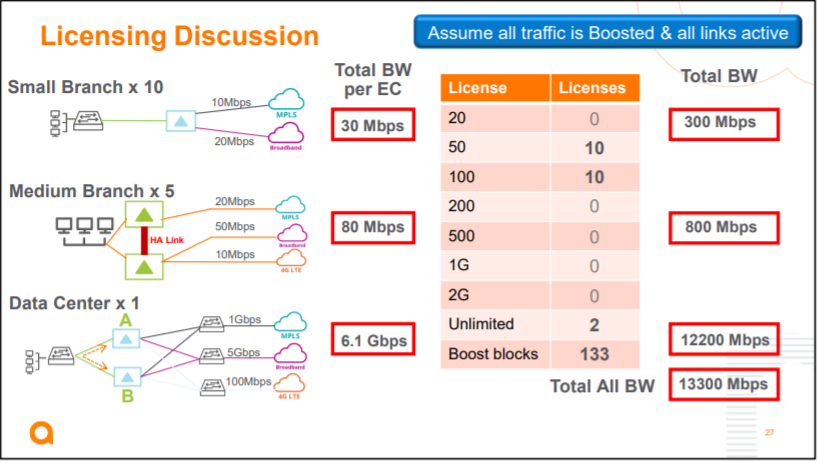 Licensing Discussion
Assume all traffic is Boosted & all links active
Small Branch x 10
10Mbps
MPLS
20Mbps
Broadband
Total BW
per EC
30 Mbps
Medium Branch x 5
HA Link
20Mbps
MPLS
50Mbps
Broadband
10Mbps
4G LTE
80 Mbps
Data Center x 1
A
B
1Gbps
MPLS
5Gbps
Broadband
100Mbps
4G LTE
6.1 Gbps
License Licenses
20 0
50 10
100 10
200 0
500 0
1G 0
2G 0
Unlimited 2
Boost blocks 133
Total BW
300 Mbps
800 Mbps
12200 Mbps
Total All BW 13300 Mbps
27